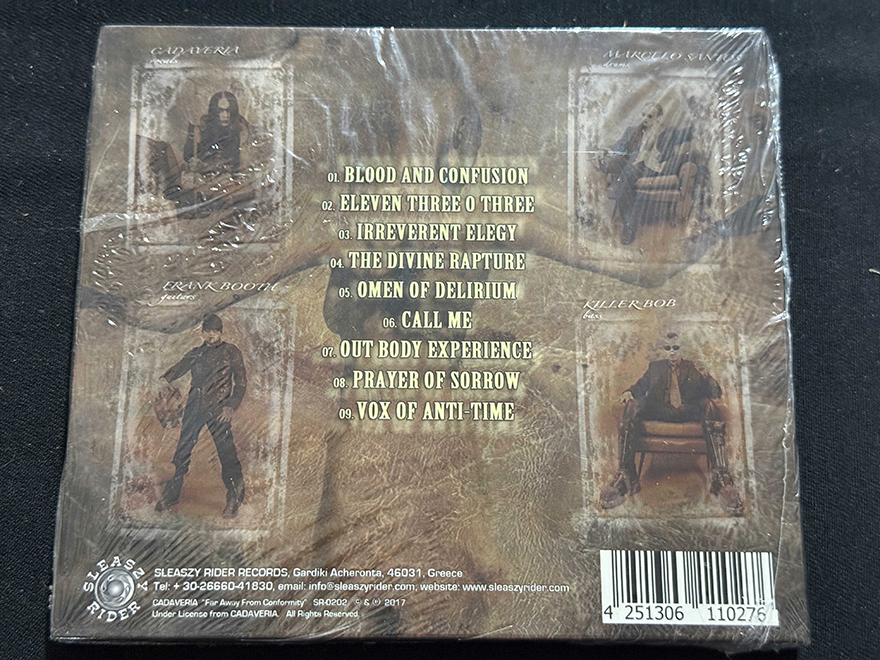 CADAVERIA
vocals
MARCELLO SANTOS
drums
01. BLOOD AND CONFUSION
02. ELEVEN THREE O THREE
03. IRREVERENT ELEGY
04. THE DIVINE RAPTURE
05. OMEN OF DELIRIUM
06. CALL ME
07. OUT BODY EXPERIENCE
08. PRAYER OF SORROW
09. VOX OF ANTI-TIME
FRANK BOOTH
guitars
KILLER BOB
bass
SLEASZY RIDER
SLEASZY RIDER RECORDS, Gardiki Acheronta, 46031, Greece
Tel: + 30-26660-41830, email: info@sleaszyrider.com, website: www.sleaszyrider.com
CADAVERIA "Far Away From Conformity" SR-0202 © & ℗ 2017
Under License from CADAVERIA. All Rights Reserved.
4 251306 110276